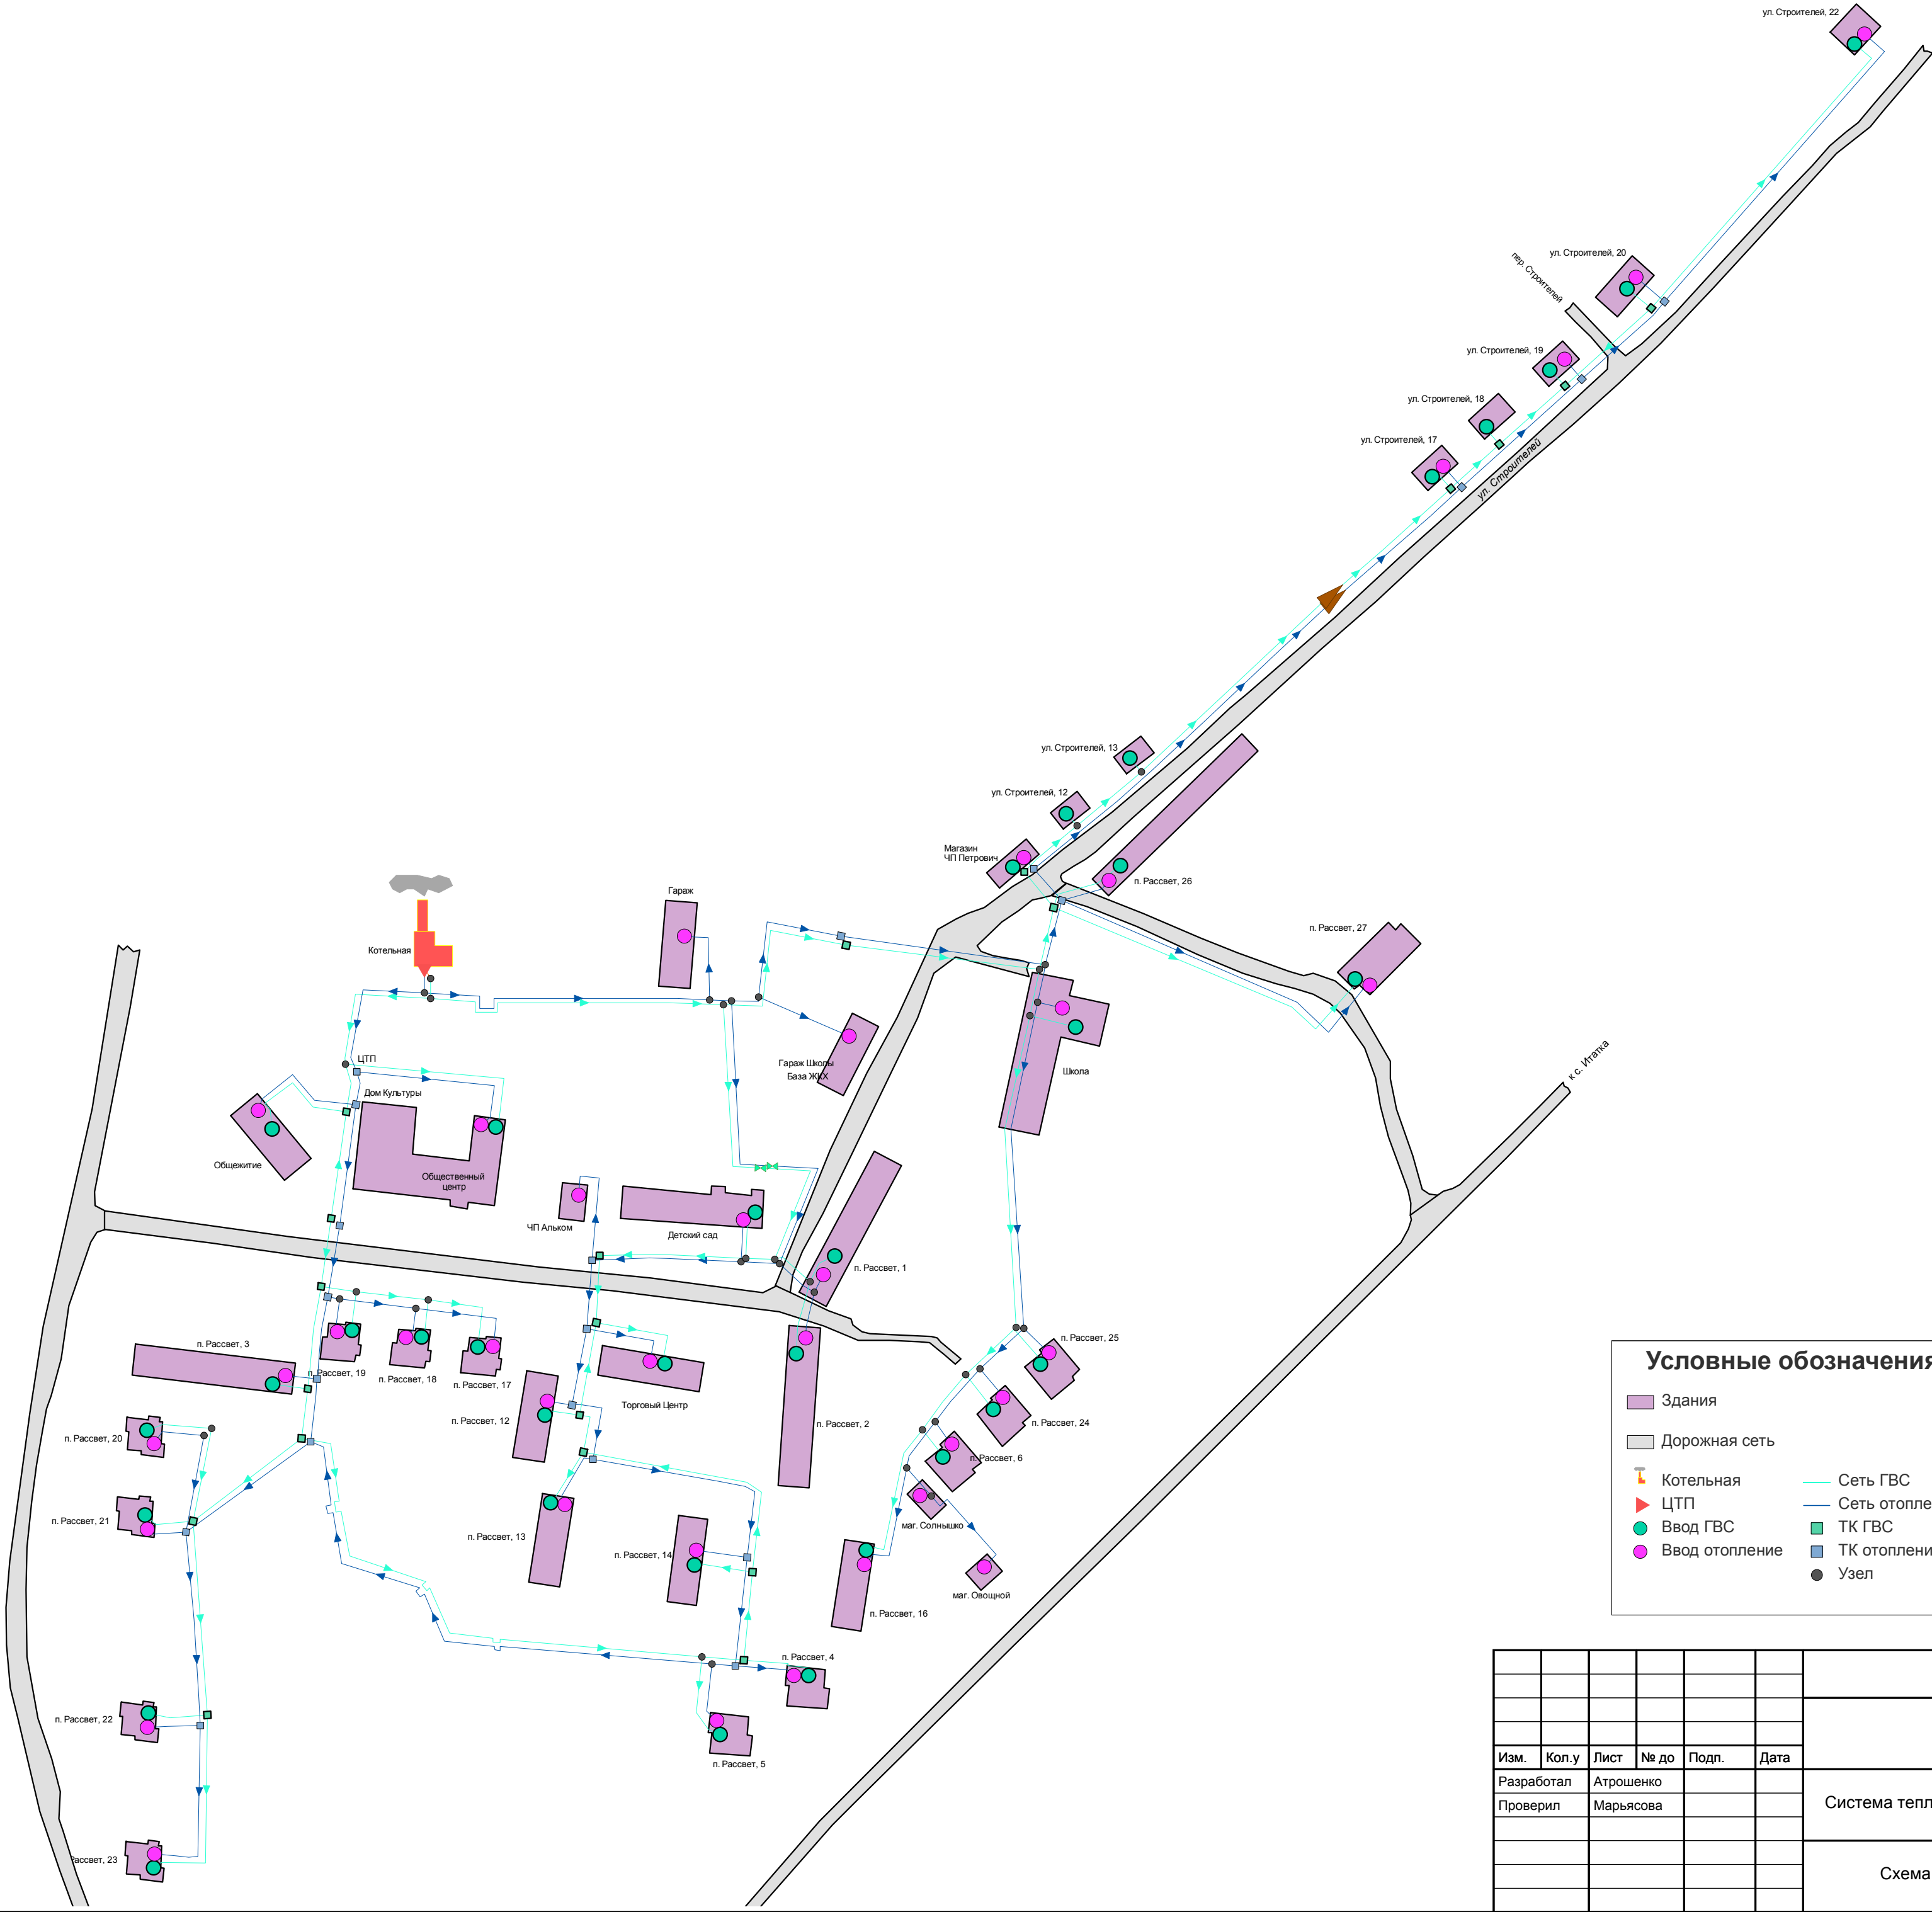 ул. Строителей, 22
ул. Строителей, 20
пер. Строителей
ул. Строителей, 19
ул. Строителей, 18
ул. Строителей, 17
ул. Строителей
ул. Строителей, 13
ул. Строителей, 12
Магазин
ЧП Петрович
п. Рассвет, 26
Гараж
Котельная
п. Рассвет, 27
ЦТП
Гараж Школы
База ЖКХ
Школа
к с. Итатка
Дом Культуры
Общежитие
Общественный
центр
ЧП Альком
Детский сад
п. Рассвет, 1
п. Рассвет, 3
п. Рассвет, 19
п. Рассвет, 18
п. Рассвет, 17
п. Рассвет, 25
п. Рассвет, 12
Торговый Центр
п. Рассвет, 2
п. Рассвет, 24
п. Рассвет, 20
п. Рассвет, 6
п. Рассвет, 21
п. Рассвет, 13
п. Рассвет, 14
маг. Солнышко
маг. Овощной
п. Рассвет, 16
п. Рассвет, 4
п. Рассвет, 22
п. Рассвет, 5
Рассвет, 23
Условные обозначения
Здания
Дорожная сеть
Котельная
ЦТП
Ввод ГВС
Ввод отопление
Сеть ГВС
Сеть отопле
ТК ГВС
ТК отоплени
Узел
Изм. Кол.у Лист № до Подп. Дата
Разработал Атрошенко
Проверил Марьясова
Система тепл
Схема